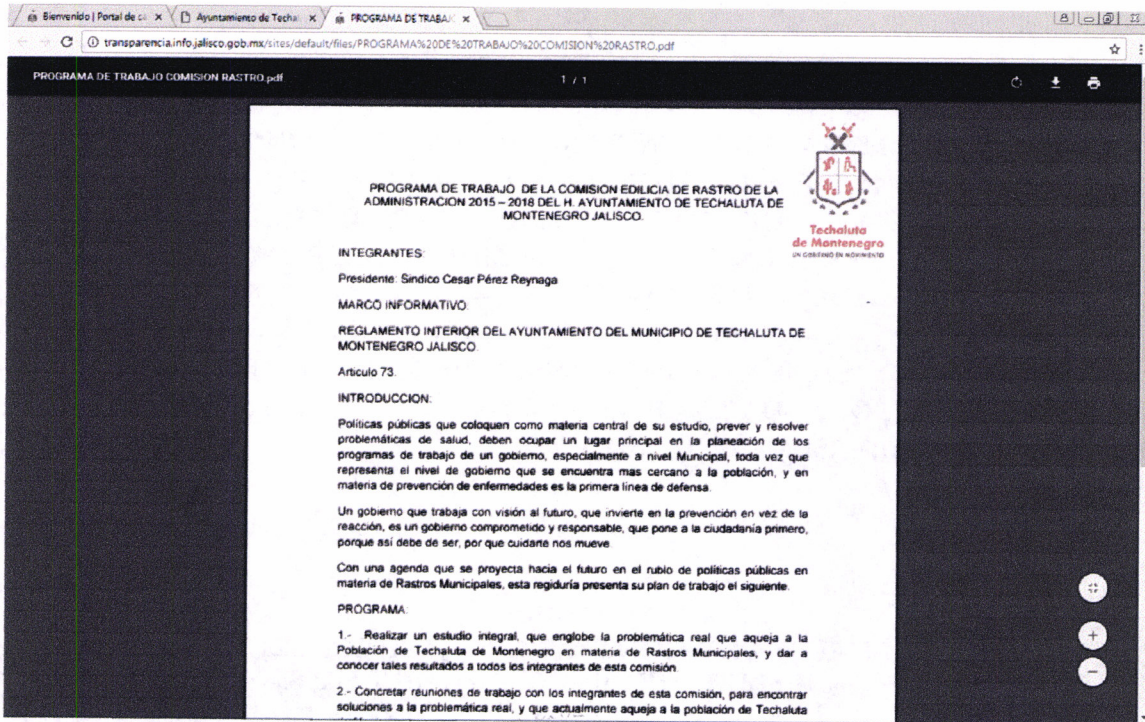 Bienvenido | Portal de ca
Ayuntamiento de Techal
PROGRAMA DE TRABAJ
transparencia.info.jalisco.gob.mx/sites/default/files/PROGRAMA%20DE%20TRABAJO%20COMISION%20RASTRO.pdf
PROGRAMA DE TRABAJO COMISION RASTRO.pdf
1 / 1
PROGRAMA DE TRABAJO DE LA COMISION EDILICIA DE RASTRO DE LA
ADMINISTRACION 2015 – 2018 DEL H. AYUNTAMIENTO DE TECHALUTA DE
MONTENEGRO JALISCO.
Techaluta
de Montenegro
UN GOBIERNO EN MOVIMIENTO
INTEGRANTES:
Presidente: Sindico Cesar Pérez Reynaga
MARCO INFORMATIVO:
REGLAMENTO INTERIOR DEL AYUNTAMIENTO DEL MUNICIPIO DE TECHALUTA DE
MONTENEGRO JALISCO.
Articulo 73.
INTRODUCCION:
Políticas públicas que coloquen como materia central de su estudio, prever y resolver
problemáticas de salud, deben ocupar un lugar principal en la planeación de los
programas de trabajo de un gobierno, especialmente a nivel Municipal, toda vez que
representa el nivel de gobierno que se encuentra mas cercano a la población, y en
materia de prevención de enfermedades es la primera linea de defensa.
Un gobierno que trabaja con visión al futuro, que invierte en la prevención en vez de la
reacción, es un gobierno comprometido y responsable, que pone a la ciudadanía primero,
porque así debe de ser, por que cuidarte nos mueve.
Con una agenda que se proyecta hacia el futuro en el rublo de políticas públicas en
materia de Rastros Municipales, esta regiduría presenta su plan de trabajo el siguiente.
PROGRAMA:
1.- Realizar un estudio integral, que englobe la problemática real que aqueja a la
Población de Techaluta de Montenegro en materia de Rastros Municipales, y dar a
conocer tales resultados a todos los integrantes de esta comisión.
2.- Concretar reuniones de trabajo con los integrantes de esta comisión, para encontrar
soluciones a la problemática real, y que actualmente aqueja a la población de Techaluta